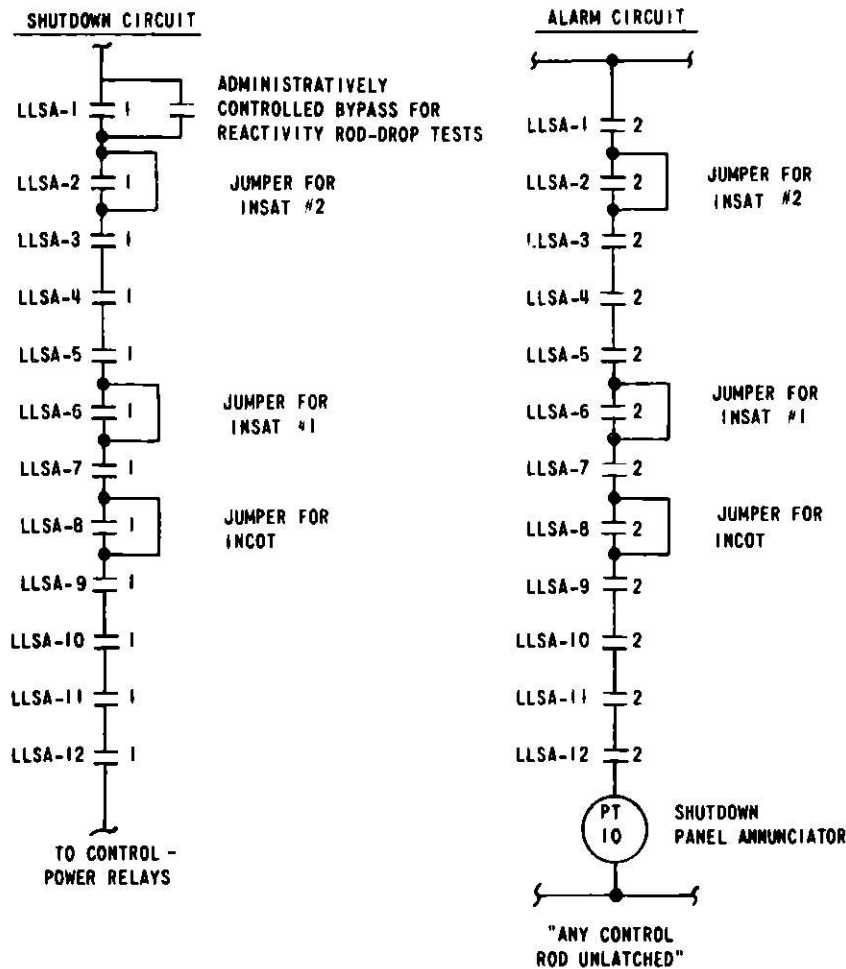 SHUTDOWN CIRCUIT
ADMINISTRATIVELY
CONTROLLED BYPASS FOR
REACTIVITY ROD-DROP TESTS
LLSA-1 1
LLSA-2 1
JUMPER FOR
INSAT #2
LLSA-3 1
LLSA-4 1
LLSA-5 1
LLSA-6 1
JUMPER FOR
INSAT #1
LLSA-7 1
LLSA-8 1
JUMPER FOR
INCOT
LLSA-9 1
LLSA-10 1
LLSA-11 1
LLSA-12 1
TO CONTROL-
POWER RELAYS
ALARM CIRCUIT
LLSA-1 2
LLSA-2 2
JUMPER FOR
INSAT #2
LLSA-3 2
LLSA-4 2
LLSA-5 2
LLSA-6 2
JUMPER FOR
INSAT #1
LLSA-7 2
LLSA-8 2
JUMPER FOR
INCOT
LLSA-9 2
LLSA-10 2
LLSA-11 2
LLSA-12 2
PT
10
SHUTDOWN
PANEL ANNUNCIATOR
"ANY CONTROL
ROD UNLATCHED"